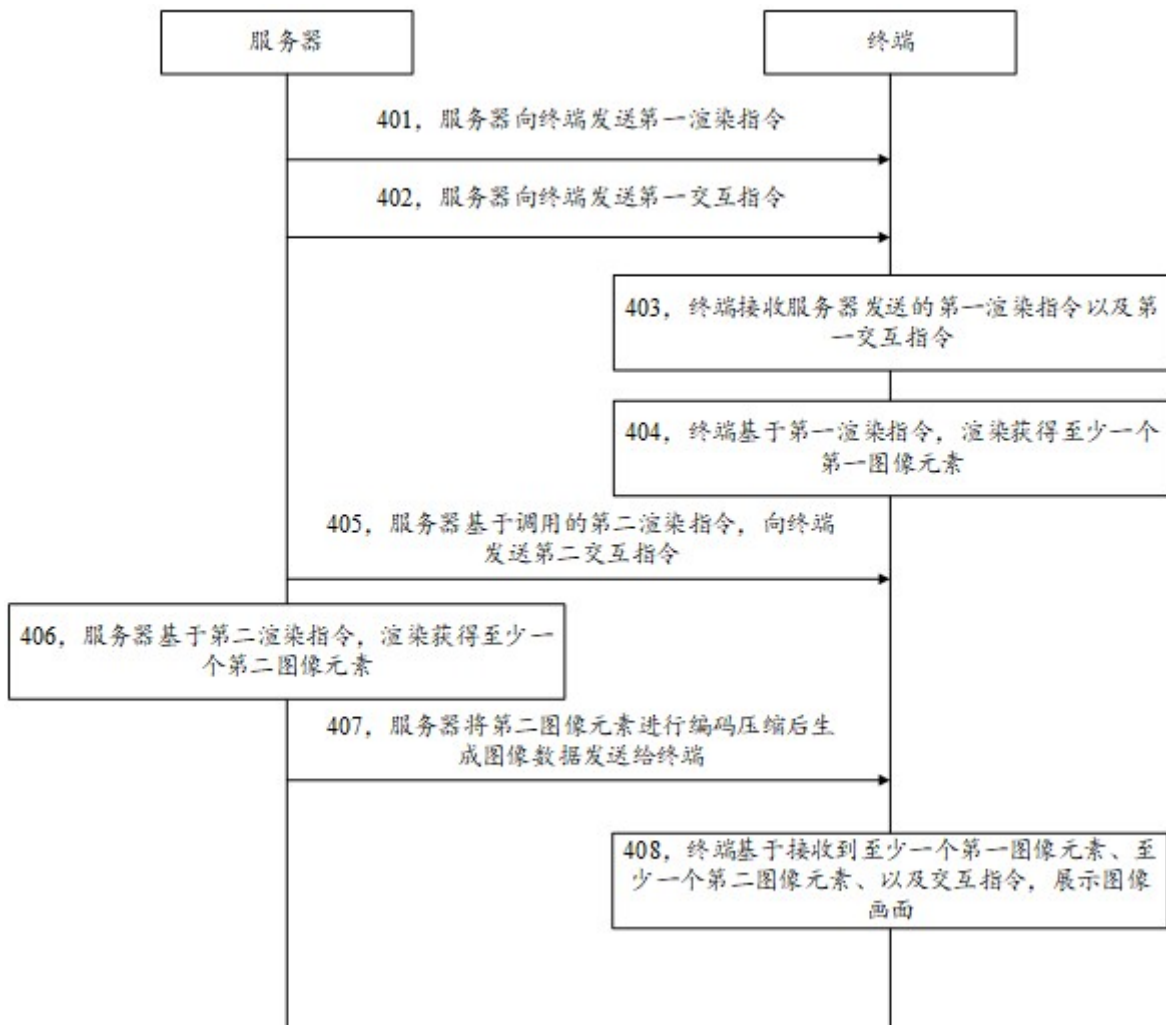 服务器
终端
401, 服务器向终端发送第一渲染指令
402, 服务器向终端发送第一交互指令
403, 终端接收服务器发送的第一渲染指令以及第
一交互指令
404, 终端基于第一渲染指令, 渲染获得至少一个
第一图像元素
405, 服务器基于调用的第二渲染指令, 向终端
发送第二交互指令
406, 服务器基于第二渲染指令, 渲染获得至少一
个第二图像元素
407, 服务器将第二图像元素进行编码压缩后生
成图像数据发送给终端
408, 终端基于接收到至少一个第一图像元素、至
少一个第二图像元素、以及交互指令, 展示图像
画面